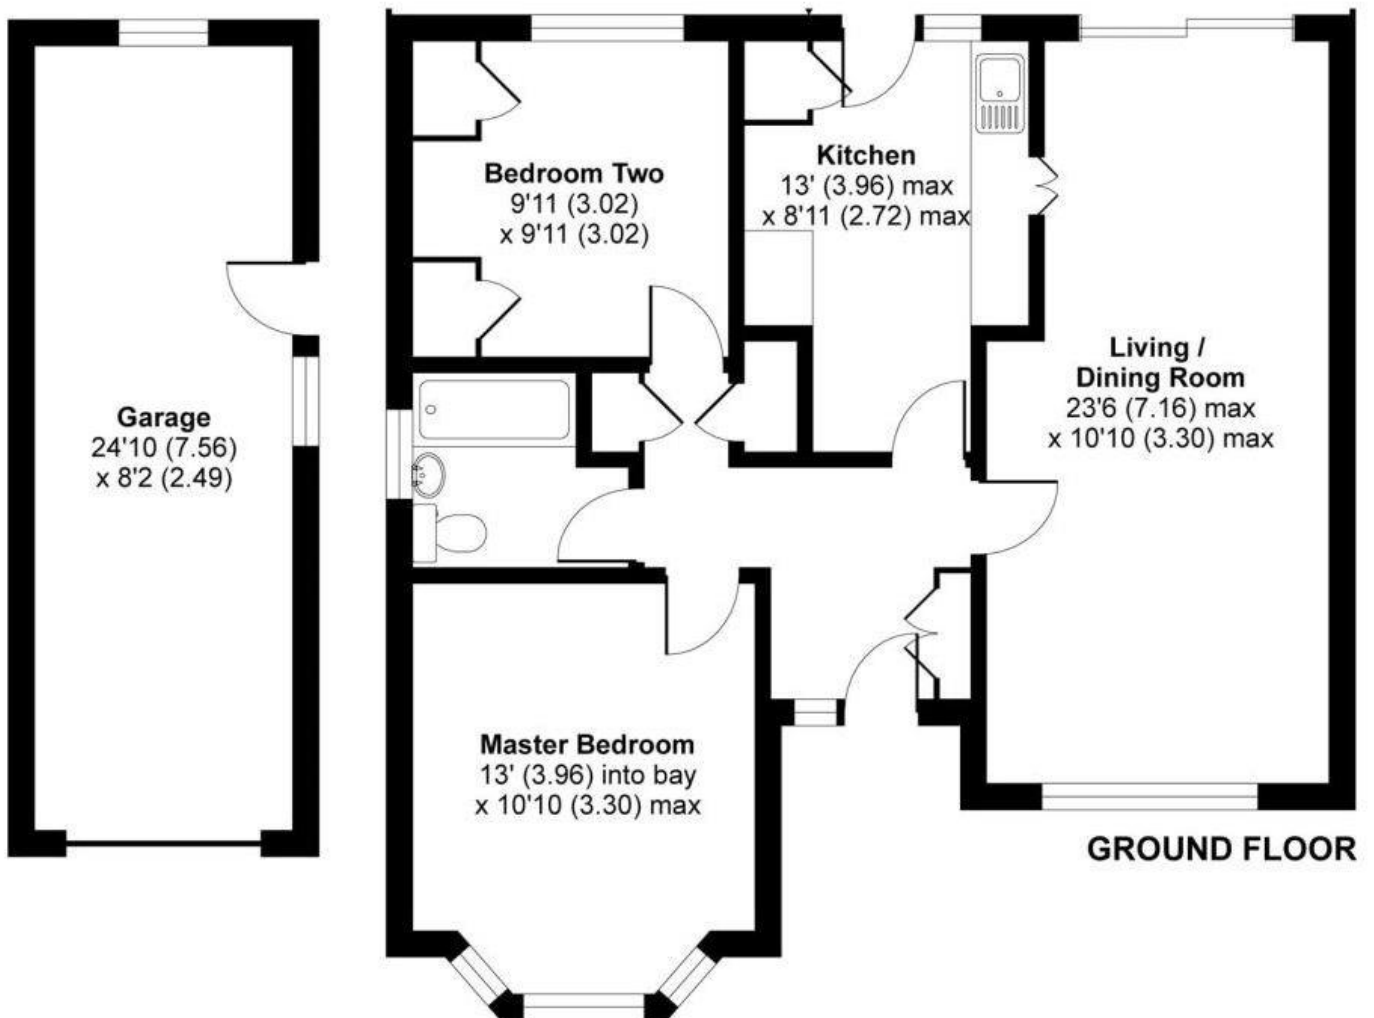 Bedroom Two
9'11 (3.02)
x 9'11 (3.02)
Kitchen
13' (3.96) max
x 8'11 (2.72) max
Living /
Dining Room
23'6 (7.16) max
x 10'10 (3.30) max
Garage
24'10 (7.56)
x 8'2 (2.49)
Master Bedroom
13' (3.96) into bay
x 10'10 (3.30) max
GROUND FLOOR